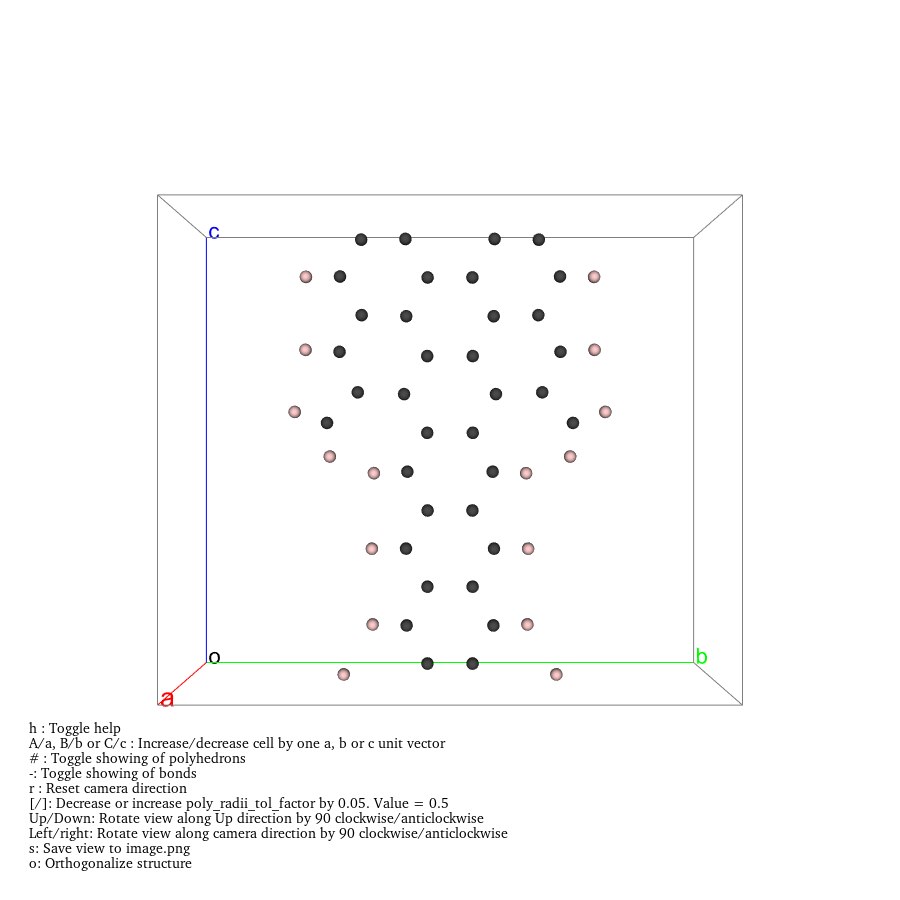 c
o
b
a
h : Toggle help
A/a, B/b or C/c : Increase/decrease cell by one a, b or c unit vector
# : Toggle showing of polyhedrons
-: Toggle showing of bonds
r : Reset camera direction
[/]: Decrease or increase poly_radii_tol_factor by 0.05. Value = 0.5
Up/Down: Rotate view along Up direction by 90 clockwise/anticlockwise
Left/right: Rotate view along camera direction by 90 clockwise/anticlockwise
s: Save view to image.png
o: Orthogonalize structure